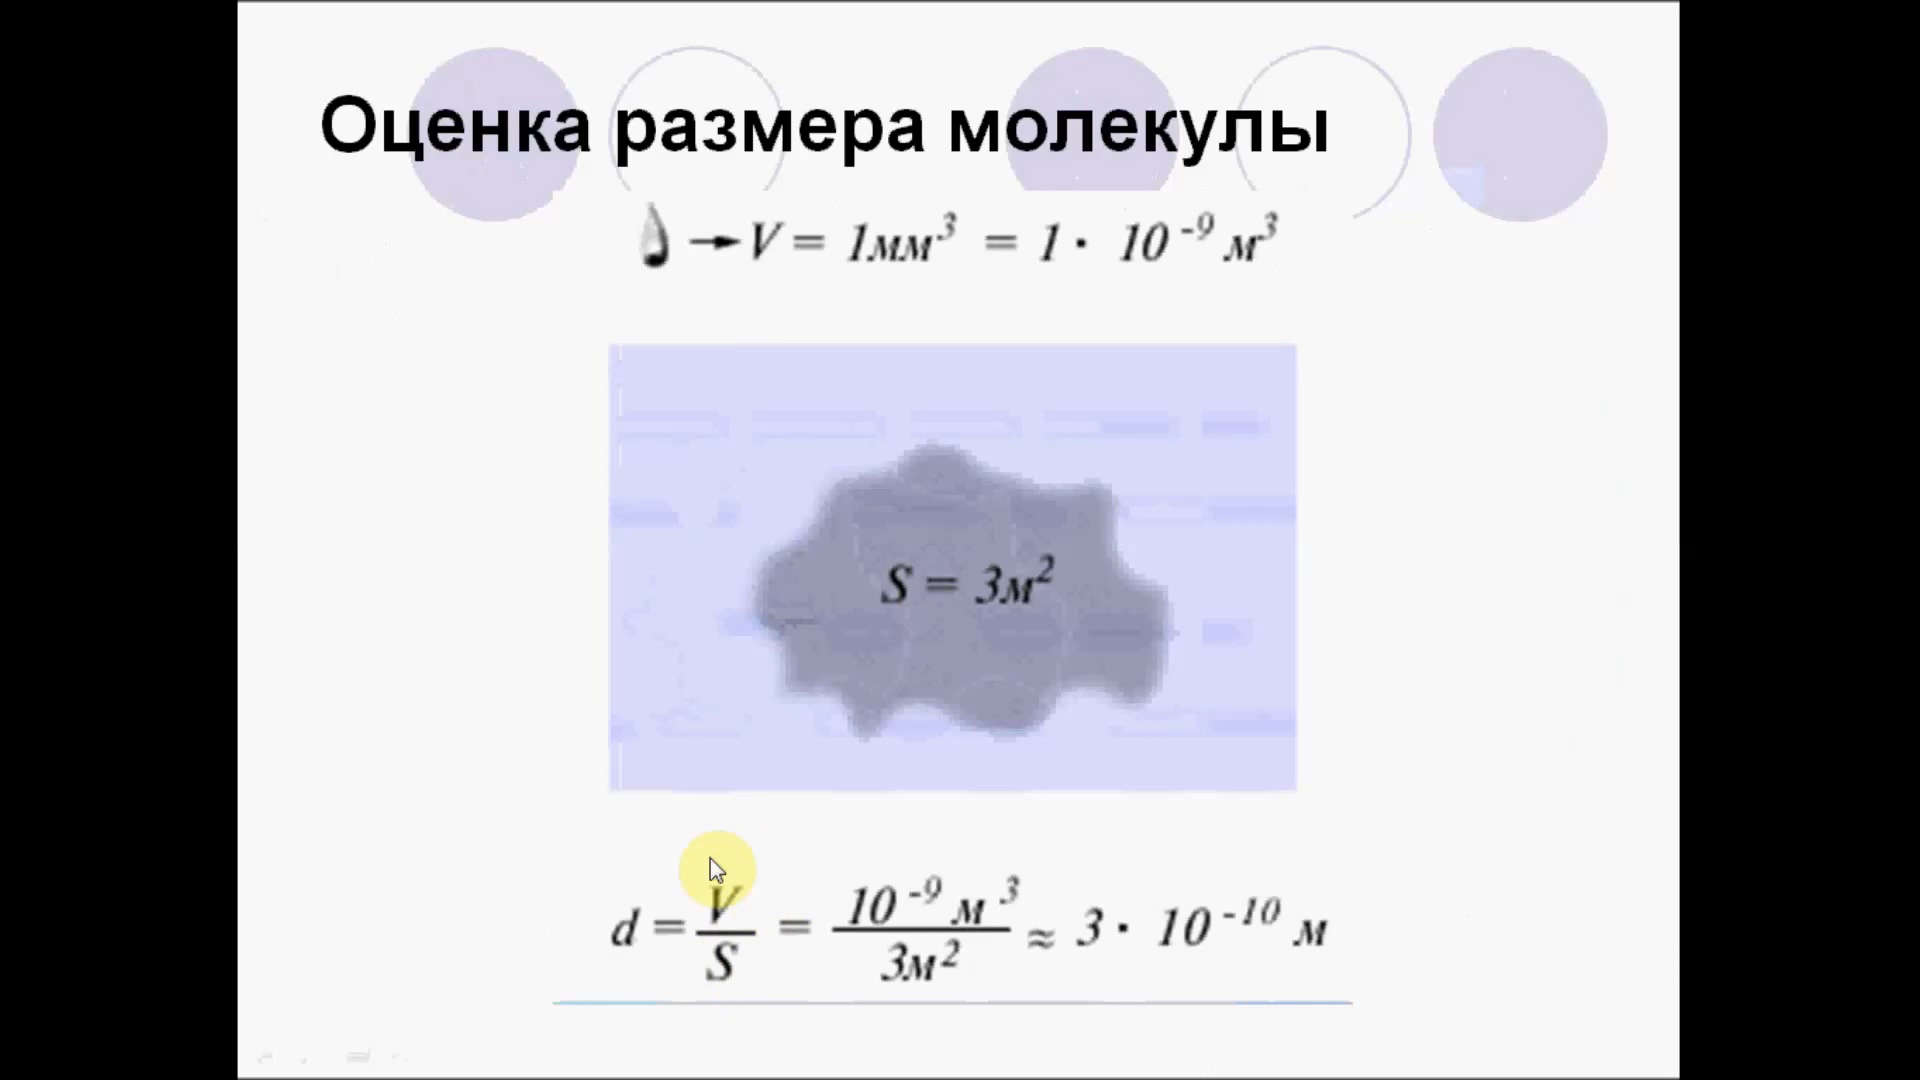 Оценка размера молекулы
→ V = 1мм³ = 1 · 10⁻⁹ м³
S = 3м²
d = V/S = 10⁻⁹ м³/3м² ≈ 3 · 10⁻¹⁰ м